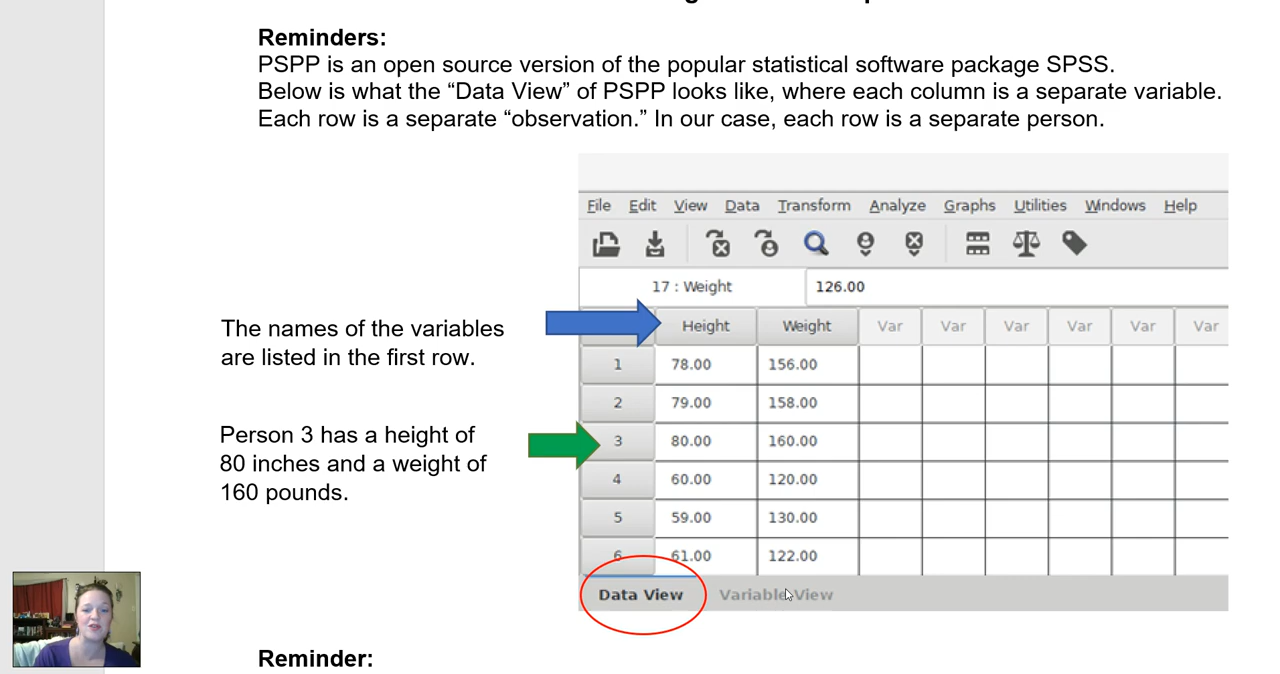 Reminders:
PSPP is an open source version of the popular statistical software package SPSS.
Below is what the “Data View” of PSPP looks like, where each column is a separate variable.
Each row is a separate “observation.” In our case, each row is a separate person.
File Edit View Data Transform Analyze Graphs Utilities Windows Help
17 : Weight 126.00
The names of the variables
are listed in the first row.
Height Weight Var Var Var Var Var Var
1 78.00 156.00
2 79.00 158.00
Person 3 has a height of
80 inches and a weight of
160 pounds.
3 80.00 160.00
4 60.00 120.00
5 59.00 130.00
6 61.00 122.00
Data View Variable View
Reminder: